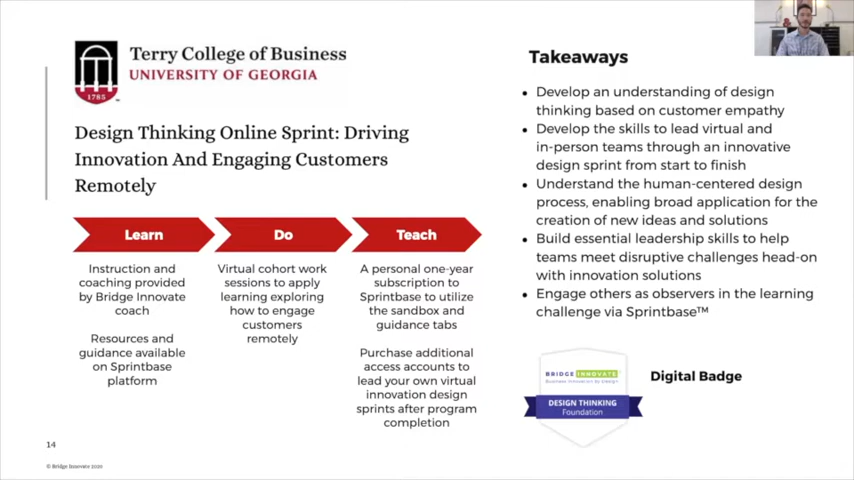 Terry College of Business
UNIVERSITY OF GEORGIA
1785
Design Thinking Online Sprint: Driving
Innovation And Engaging Customers
Remotely
Learn
Instruction and
coaching provided
by Bridge Innovate
coach
Resources and
guidance available
on Sprintbase
platform
Do
Virtual cohort work
sessions to apply
learning exploring
how to engage
customers
remotely
Teach
A personal one-year
subscription to
Sprintbase to utilize
the sandbox and
guidance tabs
Purchase additional
access accounts to
lead your own virtual
innovation design
sprints after program
completion
Takeaways
• Develop an understanding of design
thinking based on customer empathy
• Develop the skills to lead virtual and
in-person teams through an innovative
design sprint from start to finish
• Understand the human-centered design
process, enabling broad application for the
creation of new ideas and solutions
• Build essential leadership skills to help
teams meet disruptive challenges head-on
with innovation solutions
• Engage others as observers in the learning
challenge via Sprintbase™
BRIDGE INNOVATE
Business Innovation by Design
DESIGN THINKING
Foundation
Digital Badge
14
© Bridge Innovate 2020